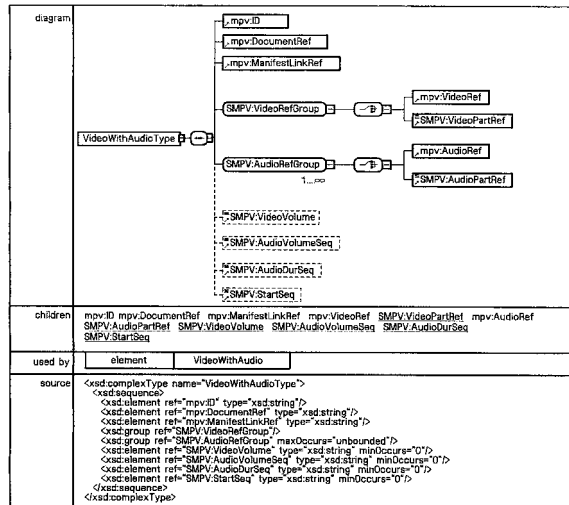 diagram
mpv:ID
mpv:DocumentRef
mpv:ManifestLinkRef
SMPV:VideoRefGroup
mpv:VideoRef
SMPV:VideoPartRef
VideoWithAudioType
SMPV:AudioRefGroup
1...∞
mpv:AudioRef
SMPV:AudioPartRef
SMPV:VideoVolume
SMPV:AudioVolumeSeq
SMPV:AudioDurSeq
SMPV:StartSeq
children
mpv:ID mpv:DocumentRef mpv:ManifestLinkRef mpv:VideoRef SMPV:VideoPartRef mpv:AudioRef
SMPV:AudioPartRef SMPV:VideoVolume SMPV:AudioVolumeSeq SMPV:AudioDurSeq
SMPV:StartSeq
used by
element VideoWithAudio
source
<xsd:complexType name="VideoWithAudioType">
<xsd:sequence>
<xsd:element ref="mpv:ID" type="xsd:string"/>
<xsd:element ref="mpv:DocumentRef" type="xsd:string"/>
<xsd:element ref="mpv:ManifestLinkRef" type="xsd:string"/>
<xsd:group ref="SMPV:VideoRefGroup"/>
<xsd:group ref="SMPV:AudioRefGroup" maxOccurs="unbounded"/>
<xsd:element ref="SMPV:VideoVolume" type="xsd:string" minOccurs="0"/>
<xsd:element ref="SMPV:AudioVolumeSeq" type="xsd:string" minOccurs="0"/>
<xsd:element ref="SMPV:AudioDurSeq" type="xsd:string" minOccurs="0"/>
<xsd:element ref="SMPV:StartSeq" type="xsd:string" minOccurs="0"/>
</xsd:sequence>
</xsd:complexType>